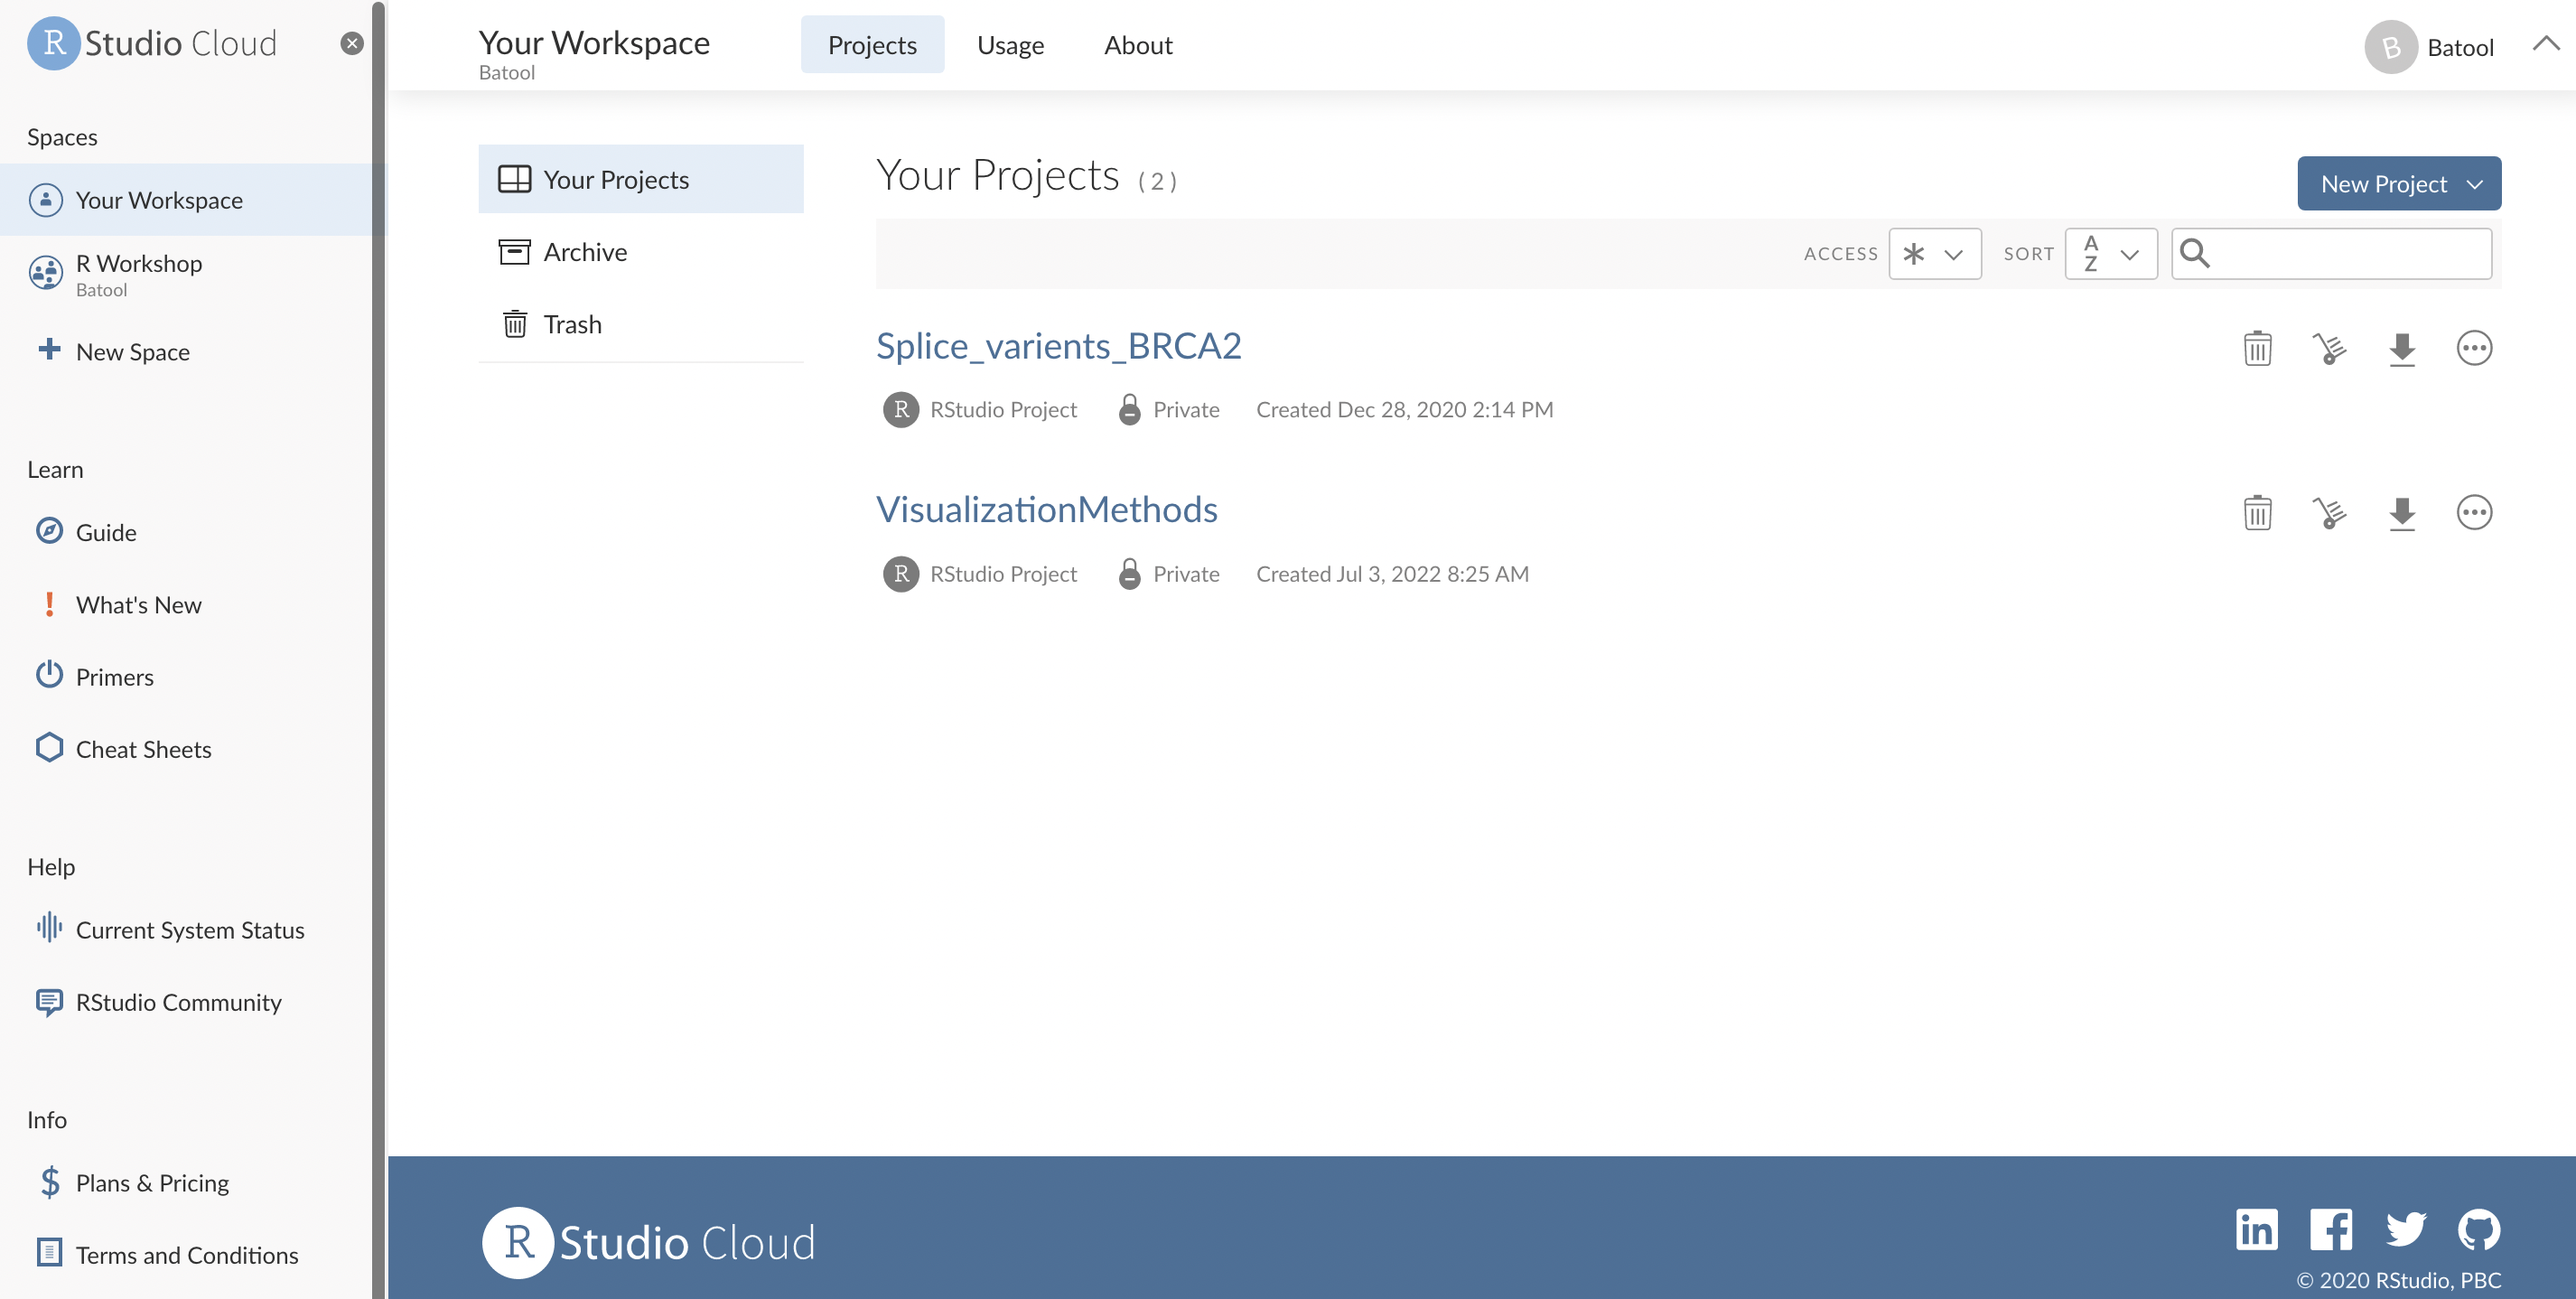 R Studio Cloud
Spaces
Your Workspace
R Workshop
Batool
New Space
Learn
Guide
What's New
Primers
Cheat Sheets
Help
Current System Status
RStudio Community
Info
Plans & Pricing
Terms and Conditions
Your Workspace
Batool
Projects
Usage
About
B
Batool
Your Projects
Archive
Trash
Your Projects (2)
New Project
ACCESS
SORT
A
Z
Splice_varients_BRCA2
R RStudio Project Private Created Dec 28, 2020 2:14 PM
VisualizationMethods
R RStudio Project Private Created Jul 3, 2022 8:25 AM
R Studio Cloud
in
© 2020 RStudio, PBC